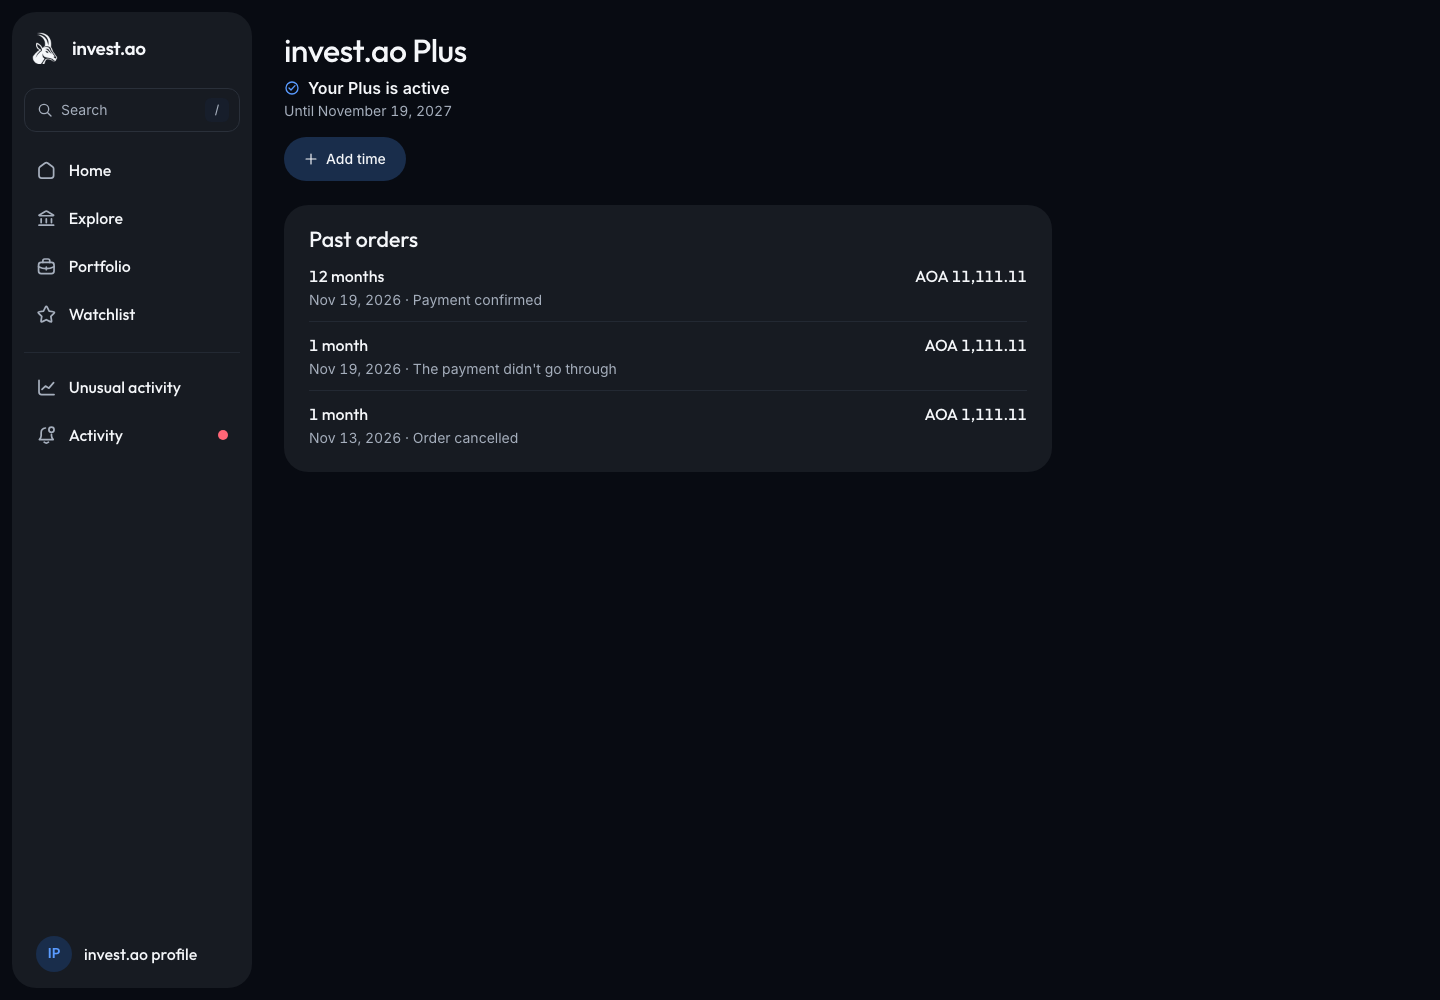 invest.ao
Search /
Home
Explore
Portfolio
Watchlist
Unusual activity
Activity
IP invest.ao profile
invest.ao Plus
Your Plus is active
Until November 19, 2027
Add time
Past orders
12 months AOA 11,111.11
Nov 19, 2026 · Payment confirmed
1 month AOA 1,111.11
Nov 19, 2026 · The payment didn't go through
1 month AOA 1,111.11
Nov 13, 2026 · Order cancelled